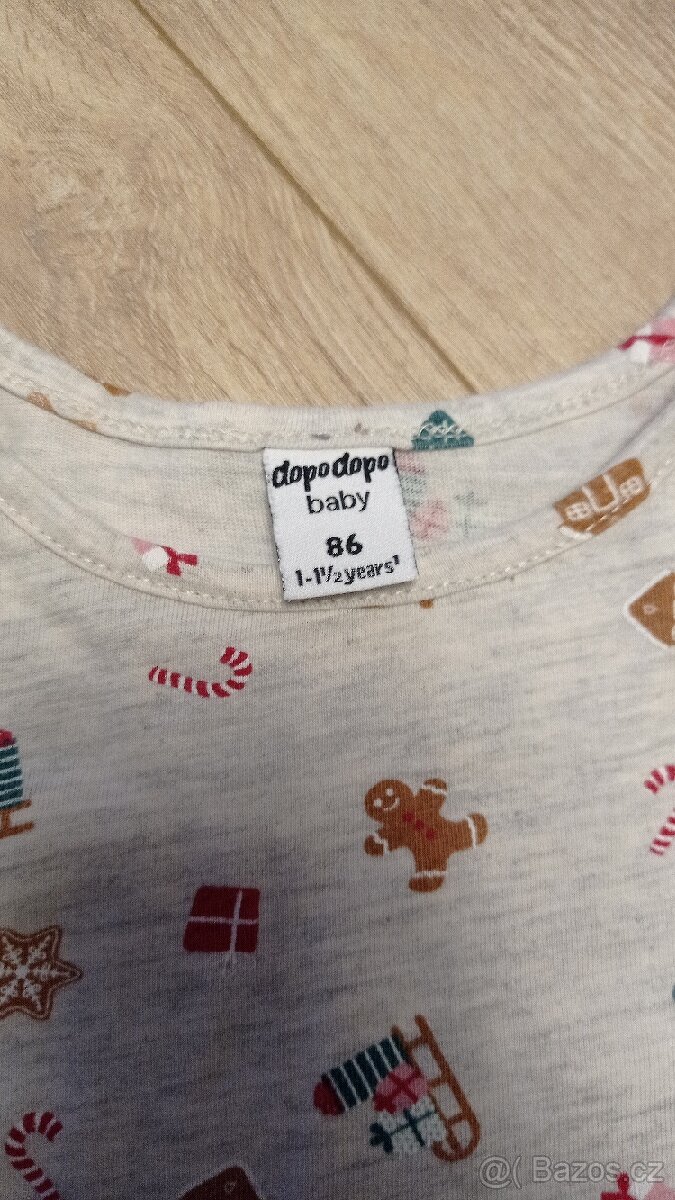 dopodopo
baby
86
1-1½ years'
@( Bazos.cz